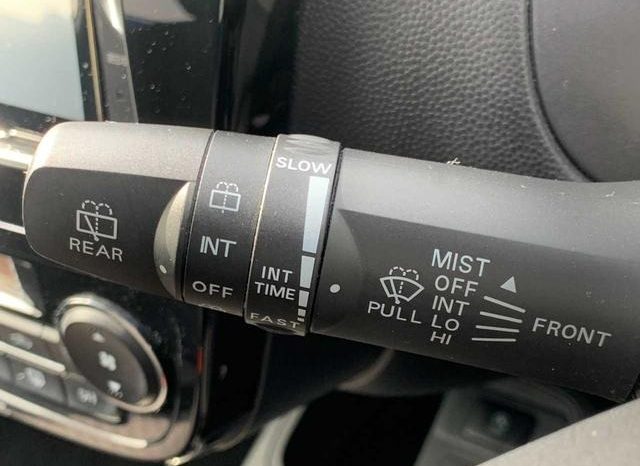 REAR
INT
OFF
SLOW
INT
TIME
FAST
MIST
OFF
INT
PULL LO FRONT
HI